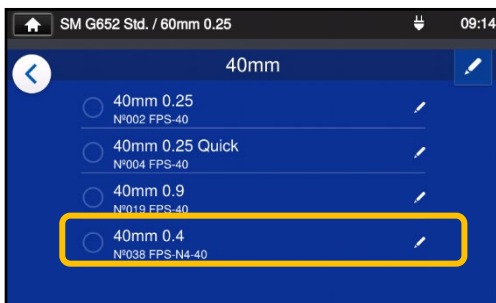 SM G652 Std. / 60mm 0.25
09:14
40mm
40mm 0.25
Nº002 FPS-40
40mm 0.25 Quick
Nº004 FPS-40
40mm 0.9
Nº019 FPS-40
40mm 0.4
Nº038 FPS-N4-40